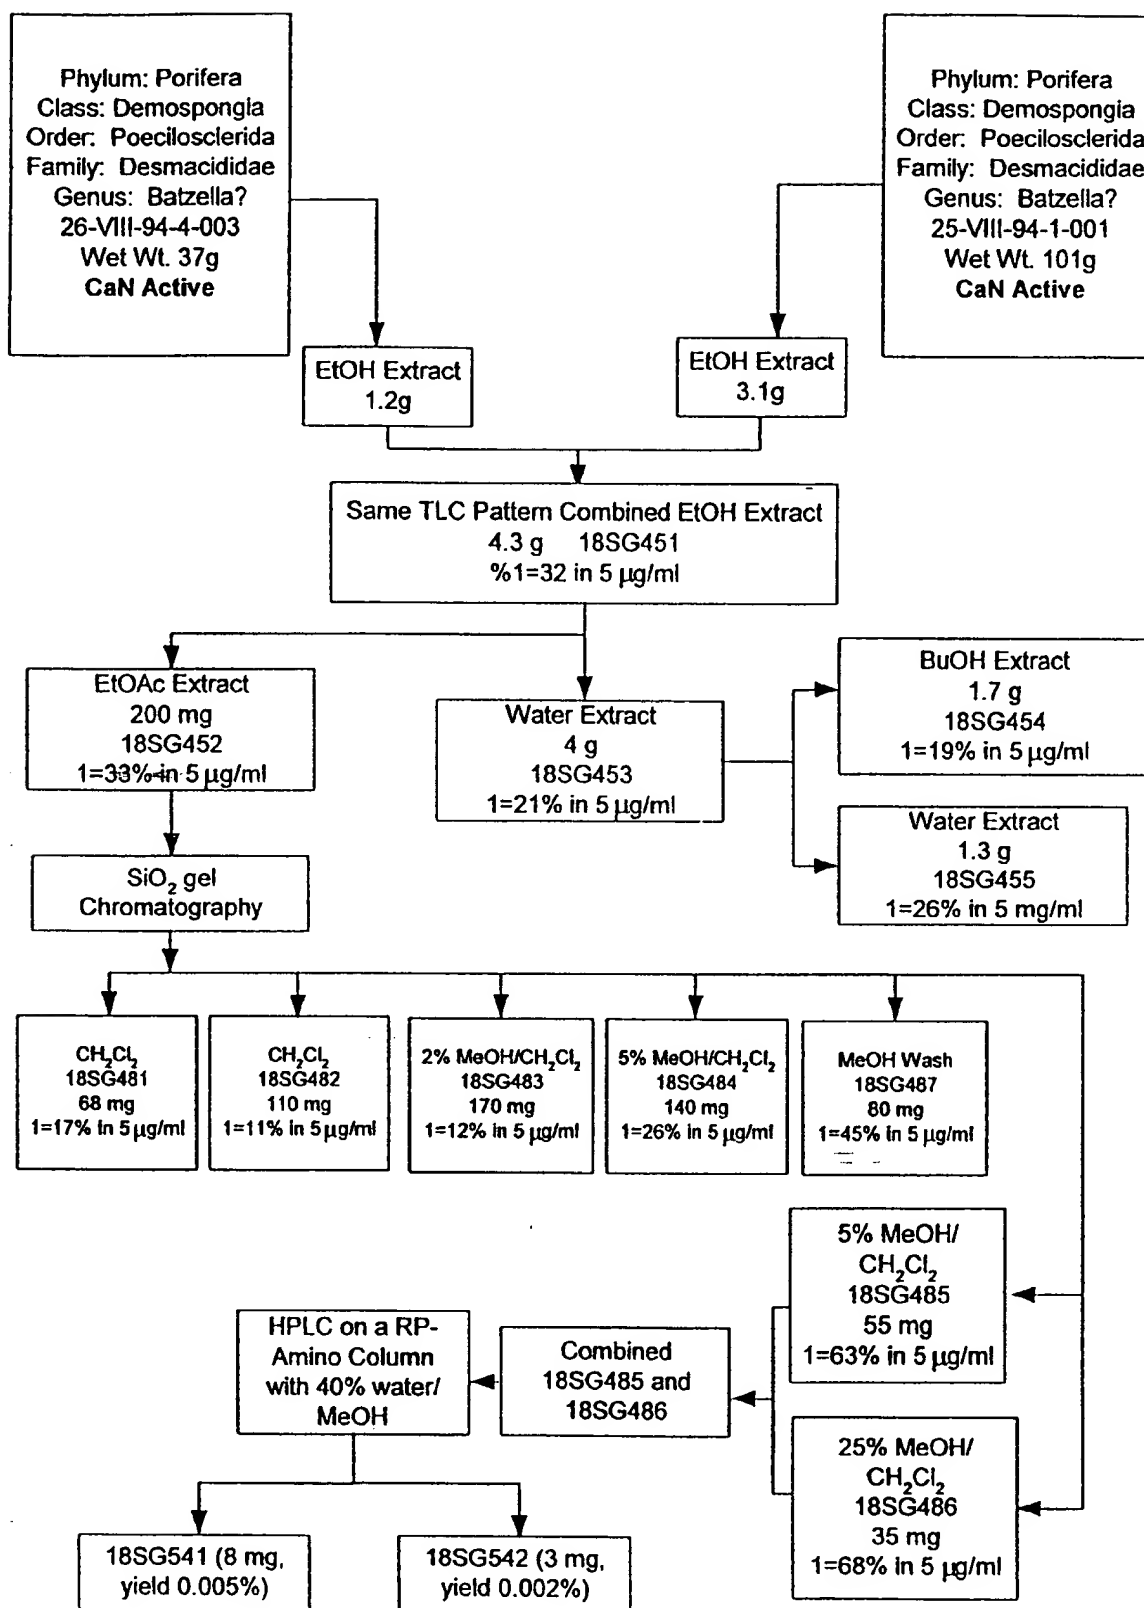 Phylum: Porifera
Class: Demospongia
Order: Poecilosclerida
Family: Desmacididae
Genus: Batzella?
26-VIII-94-4-003
Wet Wt. 37g
CaN Active
Phylum: Porifera
Class: Demospongia
Order: Poecilosclerida
Family: Desmacididae
Genus: Batzella?
25-VIII-94-1-001
Wet Wt. 101g
CaN Active
EtOH Extract
1.2g
EtOH Extract
3.1g
Same TLC Pattern Combined EtOH Extract
4.3 g 18SG451
%1=32 in 5 µg/ml
EtOAc Extract
200 mg
18SG452
1=33% in 5 µg/ml
Water Extract
4 g
18SG453
1=21% in 5 µg/ml
BuOH Extract
1.7 g
18SG454
1=19% in 5 µg/ml
Water Extract
1.3 g
18SG455
1=26% in 5 mg/ml
SiO₂ gel
Chromatography
CH₂Cl₂
18SG481
68 mg
1=17% in 5 µg/ml
CH₂Cl₂
18SG482
110 mg
1=11% in 5 µg/ml
2% MeOH/CH₂Cl₂
18SG483
170 mg
1=12% in 5 µg/ml
5% MeOH/CH₂Cl₂
18SG484
140 mg
1=26% in 5 µg/ml
MeOH Wash
18SG487
80 mg
1=45% in 5 µg/ml
5% MeOH/
CH₂Cl₂
18SG485
55 mg
1=63% in 5 µg/ml
25% MeOH/
CH₂Cl₂
18SG486
35 mg
1=68% in 5 µg/ml
Combined
18SG485 and
18SG486
HPLC on a RP-
Amino Column
with 40% water/
MeOH
18SG541 (8 mg,
yield 0.005%)
18SG542 (3 mg,
yield 0.002%)